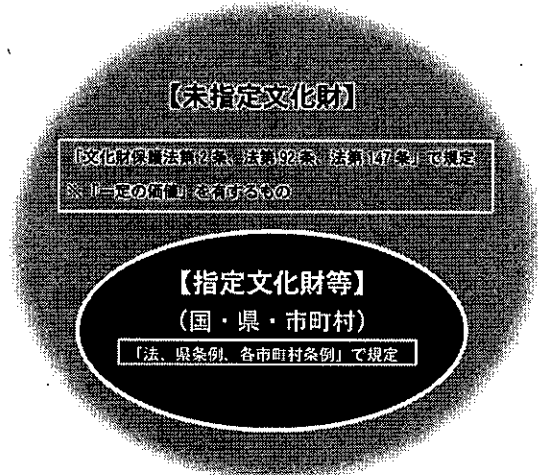 【未指定文化財】
「文化財保護法第2条、法第92条、法第147条」で規定
※「一定の価値」を有するもの
【指定文化財等】
(国・県・市町村)
「法、県条例、各市町村条例」で規定